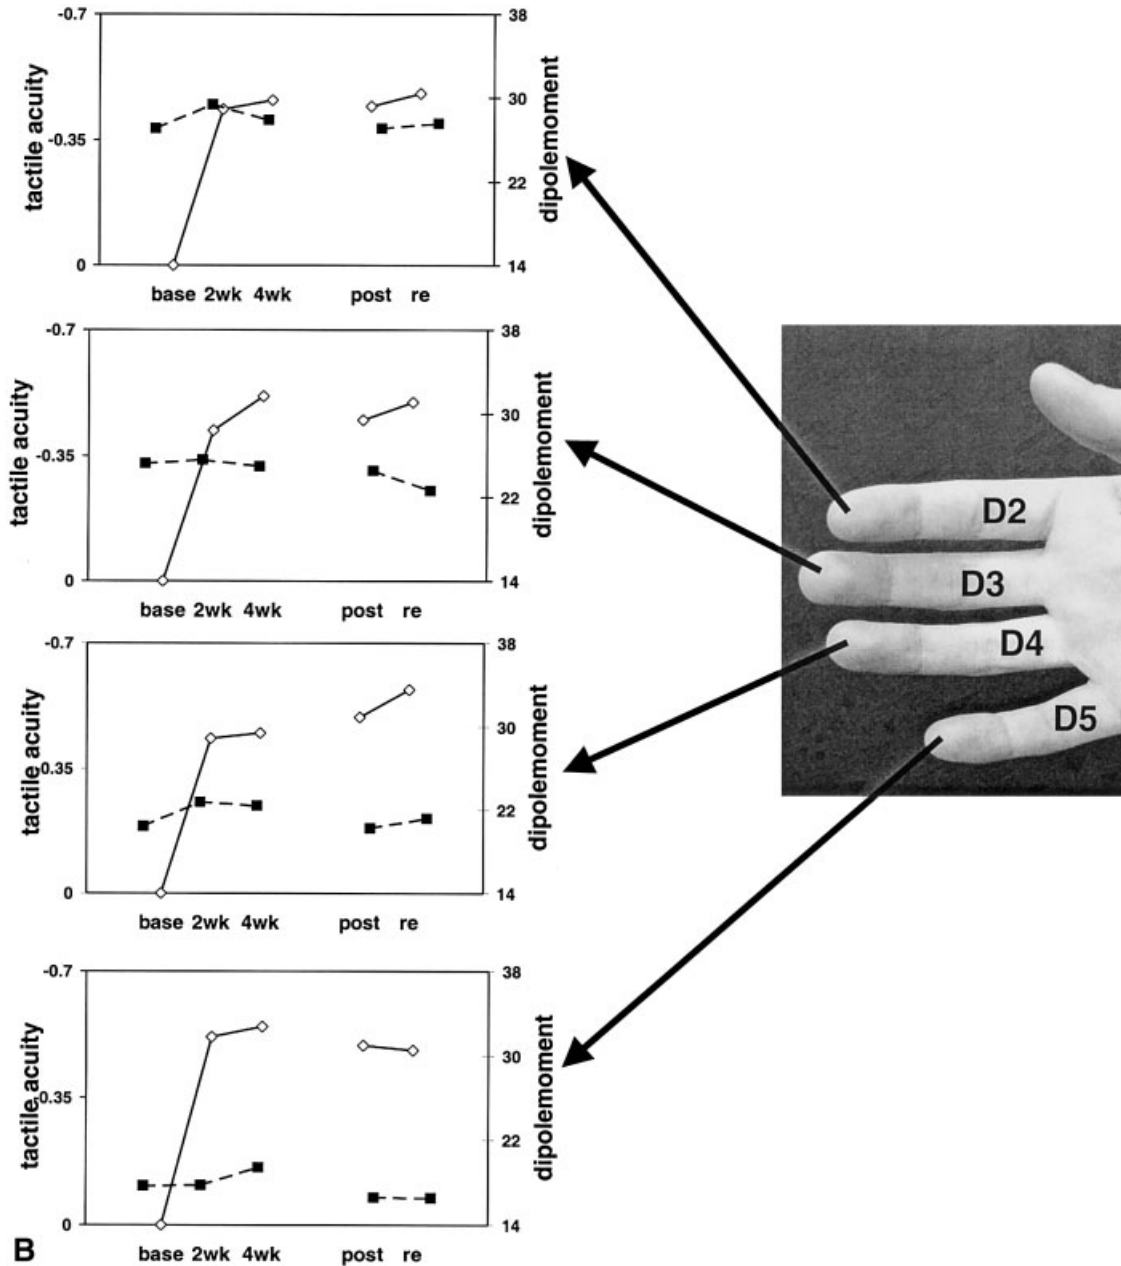 -0.7
38
tactile acuity
-0.35
0
dipolemoment
30
22
14
base 2wk 4wk post re
-0.7
38
tactile acuity
-0.35
0
dipolemoment
30
22
14
base 2wk 4wk post re
-0.7
38
tactile acuity
-0.35
0
dipolemoment
30
22
14
base 2wk 4wk post re
-0.7
38
tactile acuity
-0.35
0
dipolemoment
30
22
14
base 2wk 4wk post re
D2
D3
D4
D5
B